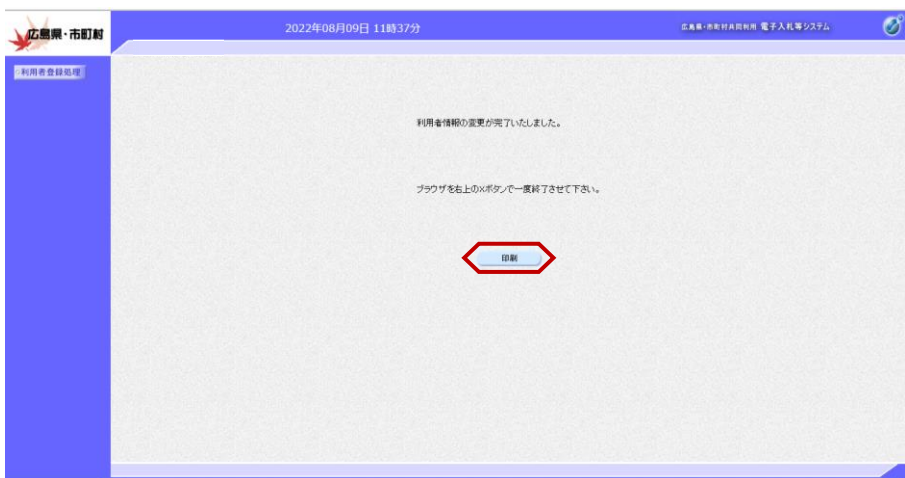 広島県・市町村
2022年08月09日 11時37分
広島県・市町村共同利用 電子入札等システム
利用者登録処理
利用者情報の変更が完了いたしました。
ブラウザを右上の×ボタンで一度終了させて下さい。
印刷